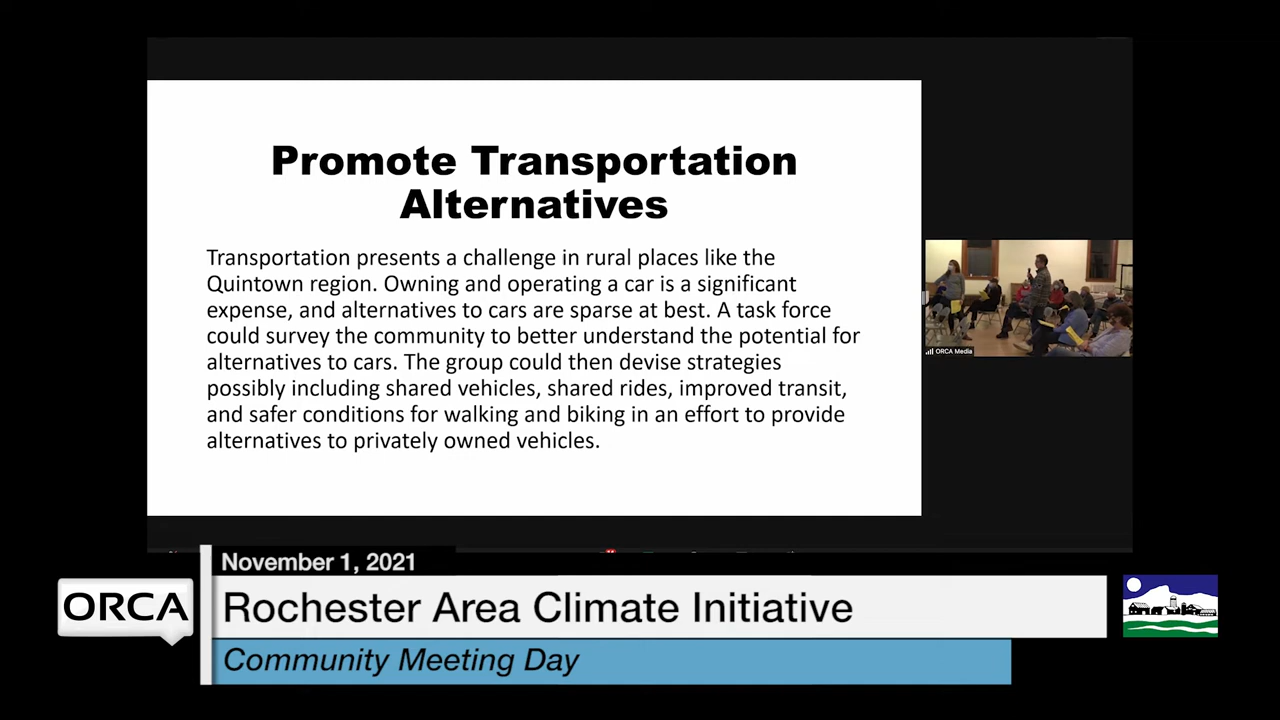 Promote Transportation
Alternatives
Transportation presents a challenge in rural places like the
Quintown region. Owning and operating a car is a significant
expense, and alternatives to cars are sparse at best. A task force
could survey the community to better understand the potential for
alternatives to cars. The group could then devise strategies
possibly including shared vehicles, shared rides, improved transit,
and safer conditions for walking and biking in an effort to provide
alternatives to privately owned vehicles.
ORCA Media
November 1, 2021
ORCA
Rochester Area Climate Initiative
Community Meeting Day